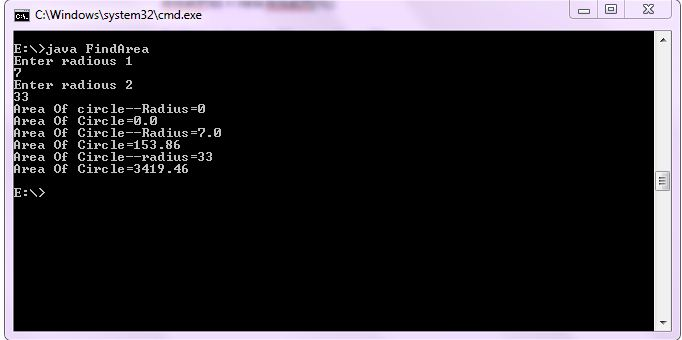 C:\Windows\system32\cmd.exe
E:\>java FindArea
Enter radious 1
7
Enter radious 2
33
Area Of circle--Radius=0
Area Of Circle=0.0
Area Of Circle--Radius=7.0
Area Of Circle=153.86
Area Of Circle--radius=33
Area Of Circle=3419.46
E:\>